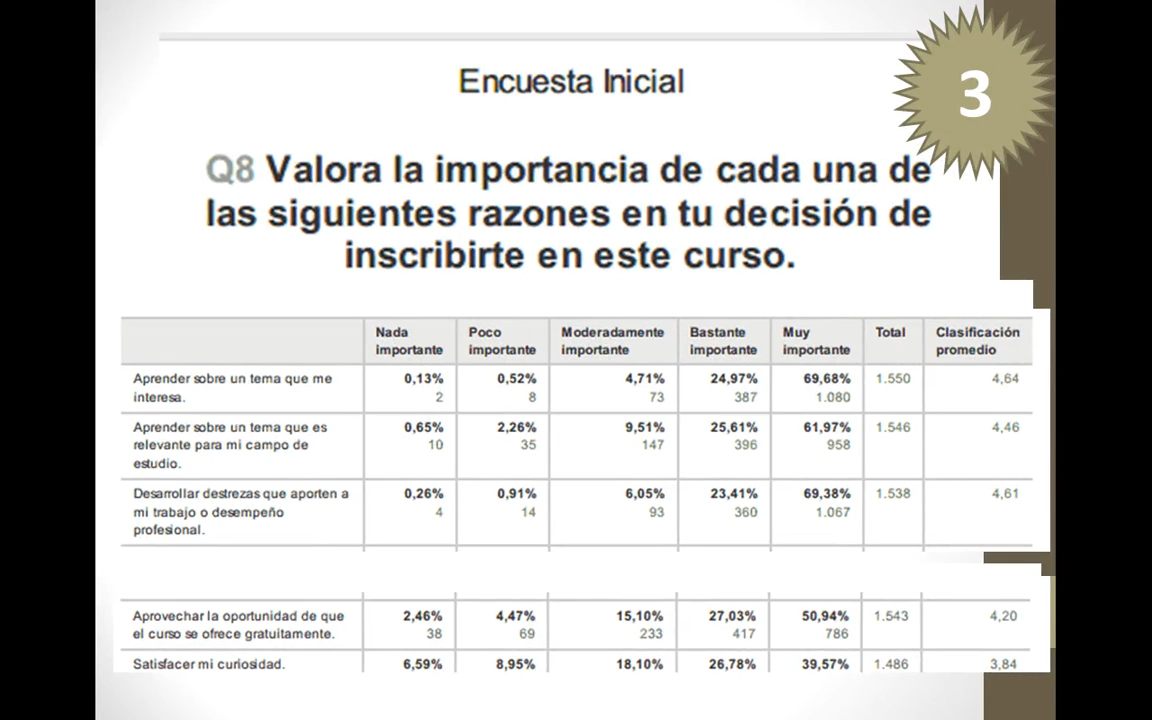 3
Encuesta Inicial
Q8 Valora la importancia de cada una de
las siguientes razones en tu decisión de
inscribirte en este curso.
Nada importante Poco importante Moderadamente importante Bastante importante Muy importante Total Clasificación promedio
Aprender sobre un tema que me 0,13% 0,52% 4,71% 24,97% 69,68% 1.550 4,64
interesa. 2 8 73 387 1.080
Aprender sobre un tema que es 0,65% 2,26% 9,51% 25,61% 61,97% 1.546 4,46
relevante para mi campo de 10 35 147 396 958
estudio.
Desarrollar destrezas que aporten a 0,26% 0,91% 6,05% 23,41% 69,38% 1.538 4,61
mi trabajo o desempeño 4 14 93 360 1.067
profesional.
Aprovechar la oportunidad de que 2,46% 4,47% 15,10% 27,03% 50,94% 1.543 4,20
el curso se ofrece gratuitamente. 38 69 233 417 786
Satisfacer mi curiosidad. 6,59% 8,95% 18,10% 26,78% 39,57% 1.486 3,84